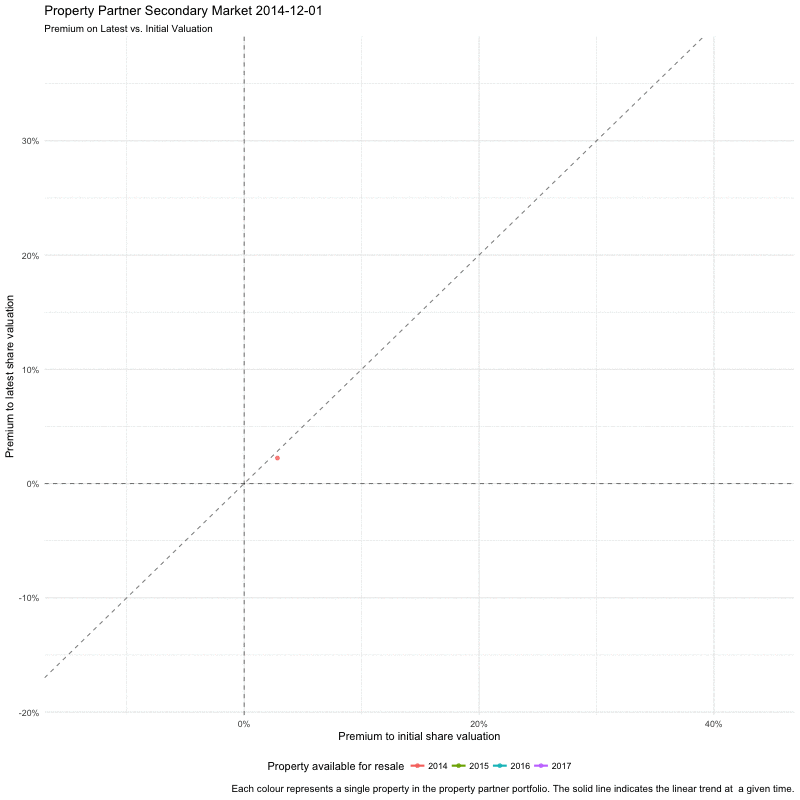 Property Partner Secondary Market 2014-12-01
Premium on Latest vs. Initial Valuation
Premium to latest share valuation
30%
20%
10%
0%
-10%
-20%
0%
20%
40%
Premium to initial share valuation
Property available for resale 2014 2015 2016 2017
Each colour represents a single property in the property partner portfolio. The solid line indicates the linear trend at  a given time.